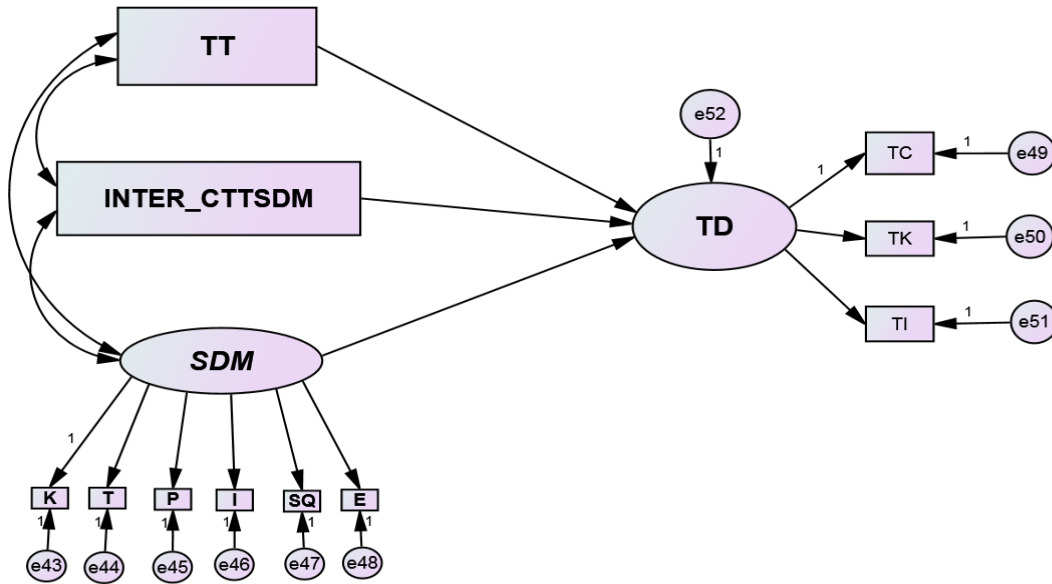 TT
e52
1
1
TC
1
e49
INTER_CTTSDM
TD
TK
1
e50
TI
1
e51
SDM
1
K
T
P
I
SQ
E
1
1
1
1
1
1
e43
e44
e45
e46
e47
e48